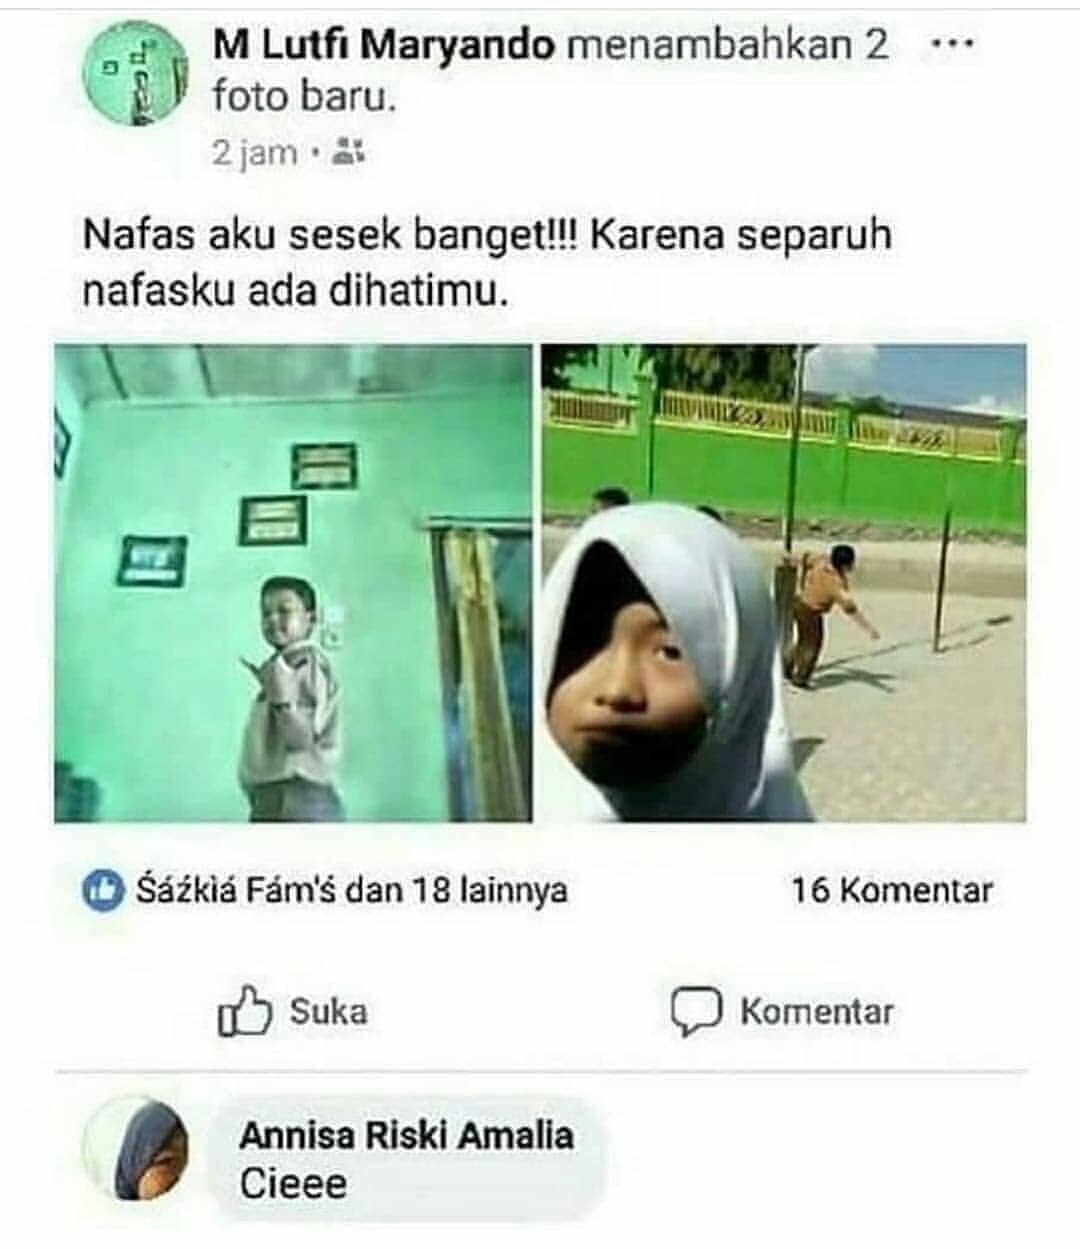 M Lutfi Maryando menambahkan 2
foto baru.
2 jam ·
Nafas aku sesek banget!!! Karena separuh
nafasku ada dihatimu.
Śáźkìá Fám'ś dan 18 lainnya
16 Komentar
Suka
Komentar
Annisa Riski Amalia
Cieee